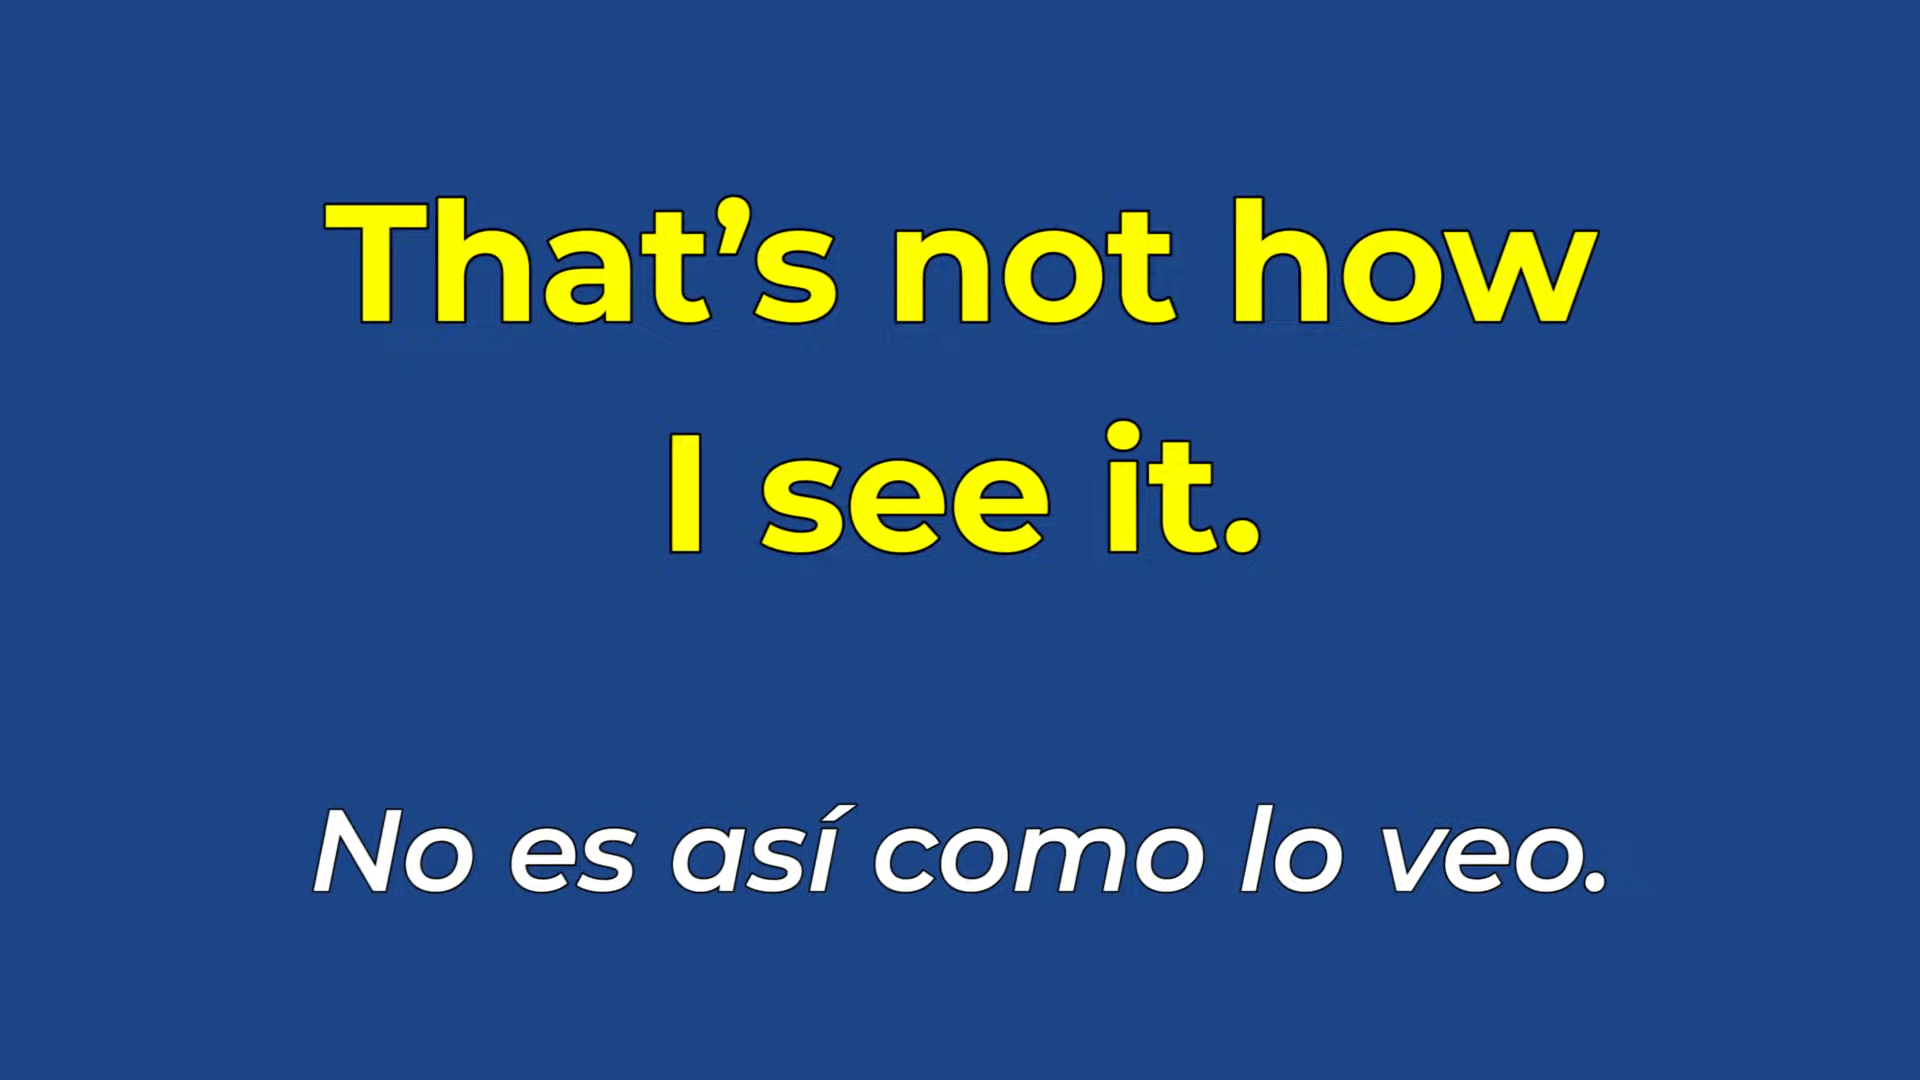 That’s not how
I see it.
No es así como lo veo.